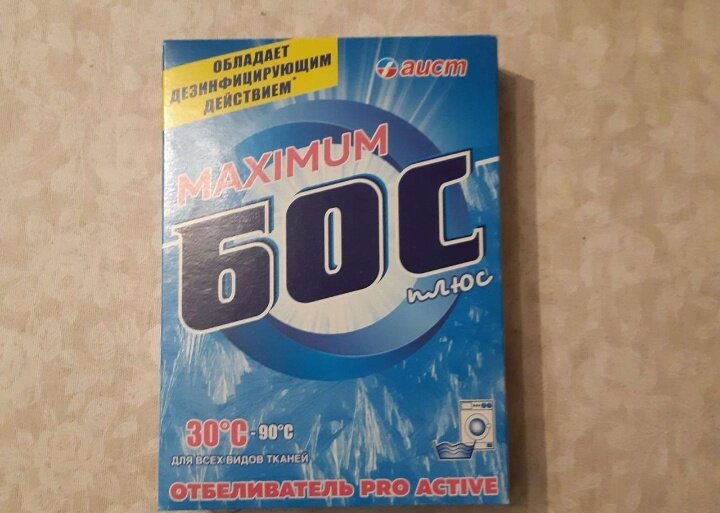 ОБЛАДАЕТ
ДЕЗИНФИЦИРУЮЩИМ
ДЕЙСТВИЕМ*
аист
MAXIMUM
БОС
плюс
30°C - 90°C
ДЛЯ ВСЕХ ВИДОВ ТКАНЕЙ
ОТБЕЛИВАТЕЛЬ PRO ACTIVE